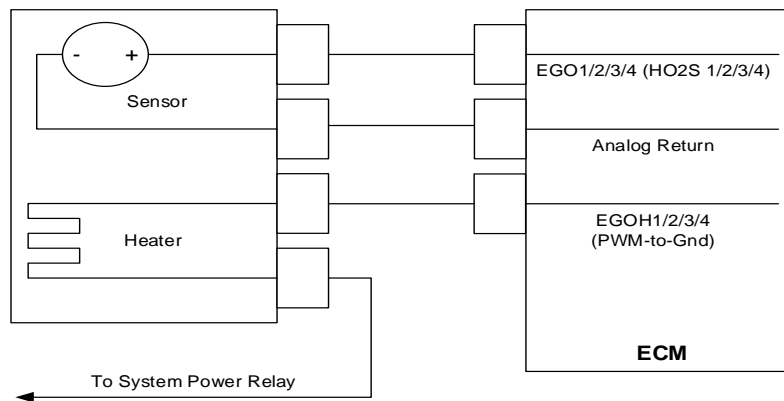 - +
Sensor
EGO1/2/3/4 (HO2S 1/2/3/4)
Analog Return
Heater
EGOH1/2/3/4
(PWM-to-Gnd)
ECM
To System Power Relay